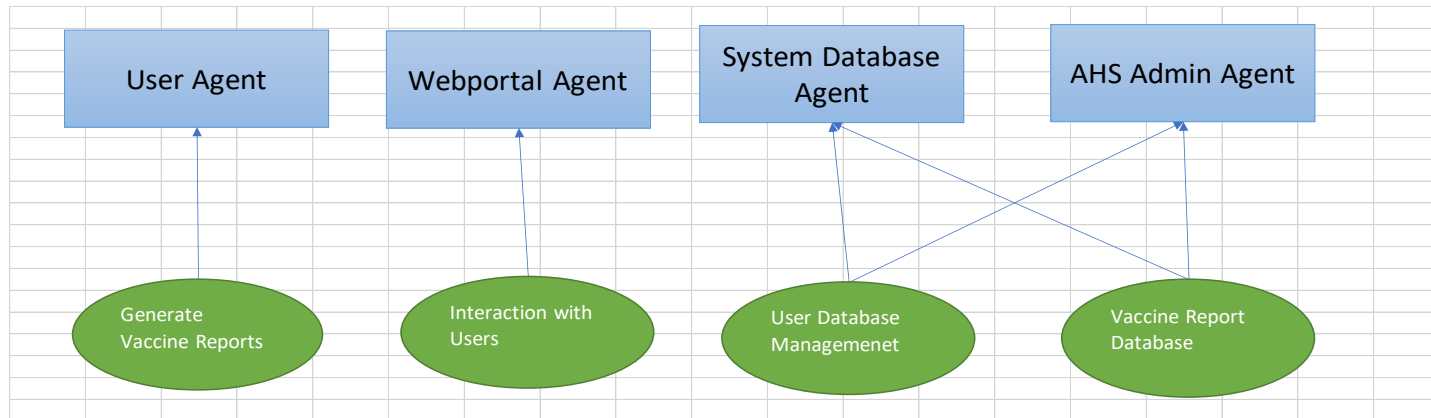 User Agent
Webportal Agent
System Database
Agent
AHS Admin Agent
Generate
Vaccine Reports
Interaction with
Users
User Database
Managemenet
Vaccine Report
Database